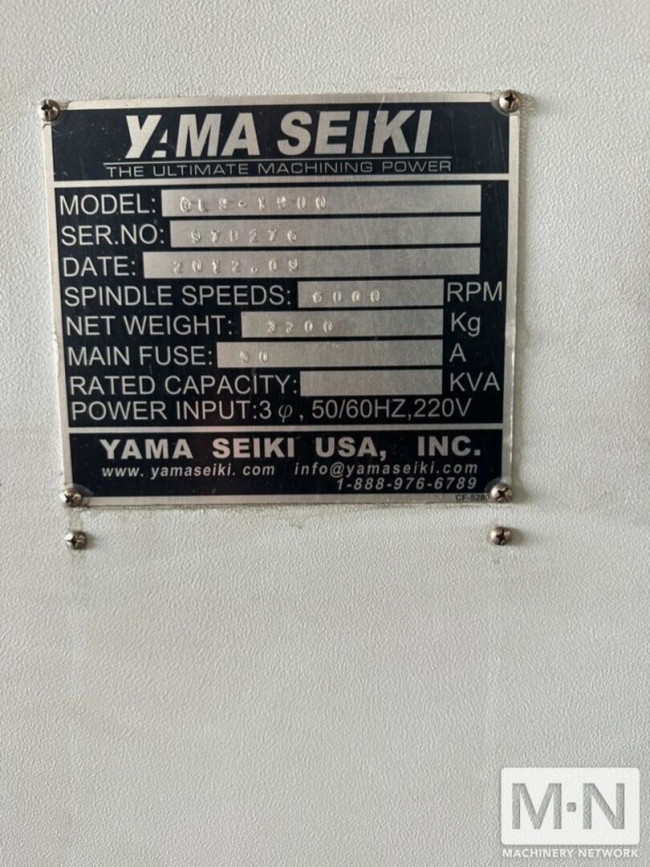 YAMA SEIKI
THE ULTIMATE MACHINING POWER
MODEL:
SER.NO:
DATE: 2012.09
SPINDLE SPEEDS: 6000 RPM
NET WEIGHT: Kg
MAIN FUSE: A
RATED CAPACITY: KVA
POWER INPUT:3 φ, 50/60HZ,220V
YAMA SEIKI USA, INC.
www. yamaseiki. com info@yamaseiki.com
1-888-976-6789
M·N
MACHINERY NETWORK